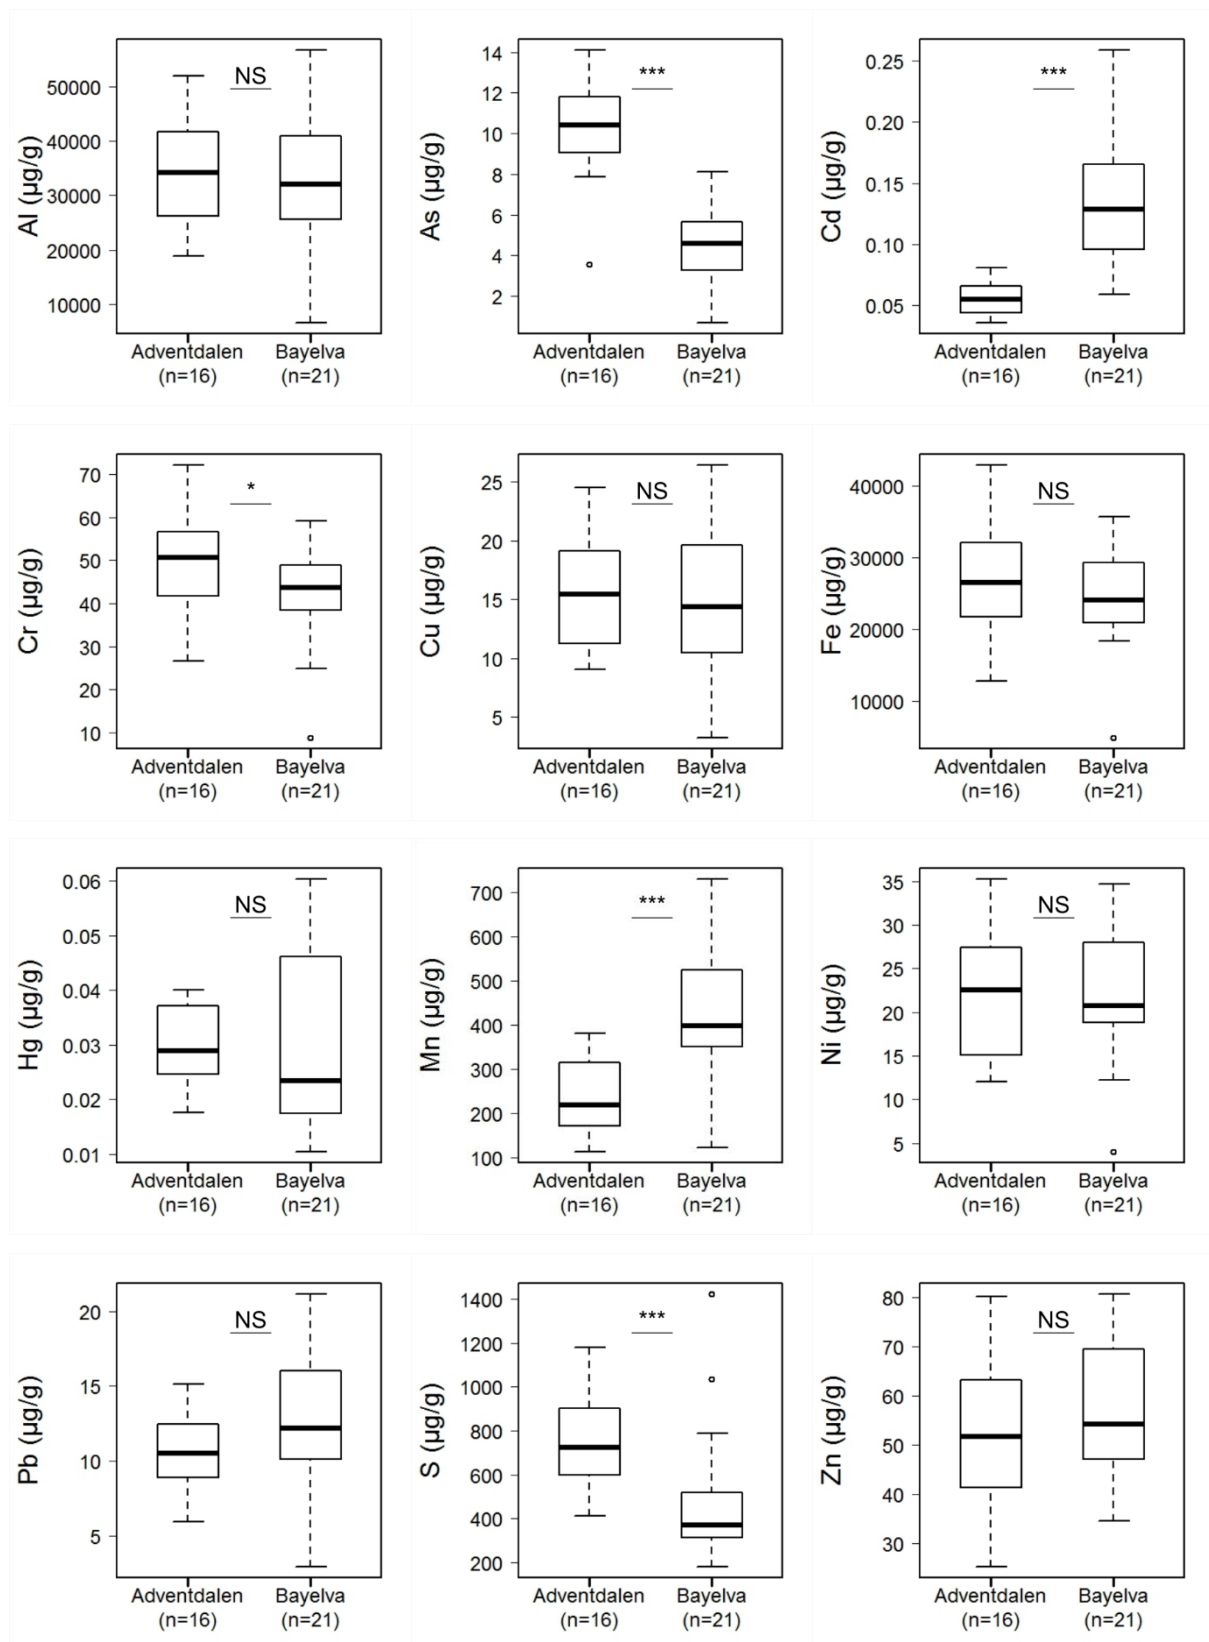 Al (µg/g)
50000
40000
30000
20000
10000
NS
Adventdalen
(n=16)
Bayelva
(n=21)
As (µg/g)
14
12
10
8
6
4
2
***
Adventdalen
(n=16)
Bayelva
(n=21)
Cd (µg/g)
0.25
0.20
0.15
0.10
0.05
***
Adventdalen
(n=16)
Bayelva
(n=21)
Cr (µg/g)
70
60
50
40
30
20
10
*
Adventdalen
(n=16)
Bayelva
(n=21)
Cu (µg/g)
25
20
15
10
5
NS
Adventdalen
(n=16)
Bayelva
(n=21)
Fe (µg/g)
40000
30000
20000
10000
NS
Adventdalen
(n=16)
Bayelva
(n=21)
Hg (µg/g)
0.06
0.05
0.04
0.03
0.02
0.01
NS
Adventdalen
(n=16)
Bayelva
(n=21)
Mn (µg/g)
700
600
500
400
300
200
100
***
Adventdalen
(n=16)
Bayelva
(n=21)
Ni (µg/g)
35
30
25
20
15
10
5
NS
Adventdalen
(n=16)
Bayelva
(n=21)
Pb (µg/g)
20
15
10
5
NS
Adventdalen
(n=16)
Bayelva
(n=21)
S (µg/g)
1400
1200
1000
800
600
400
200
***
Adventdalen
(n=16)
Bayelva
(n=21)
Zn (µg/g)
80
70
60
50
40
30
NS
Adventdalen
(n=16)
Bayelva
(n=21)